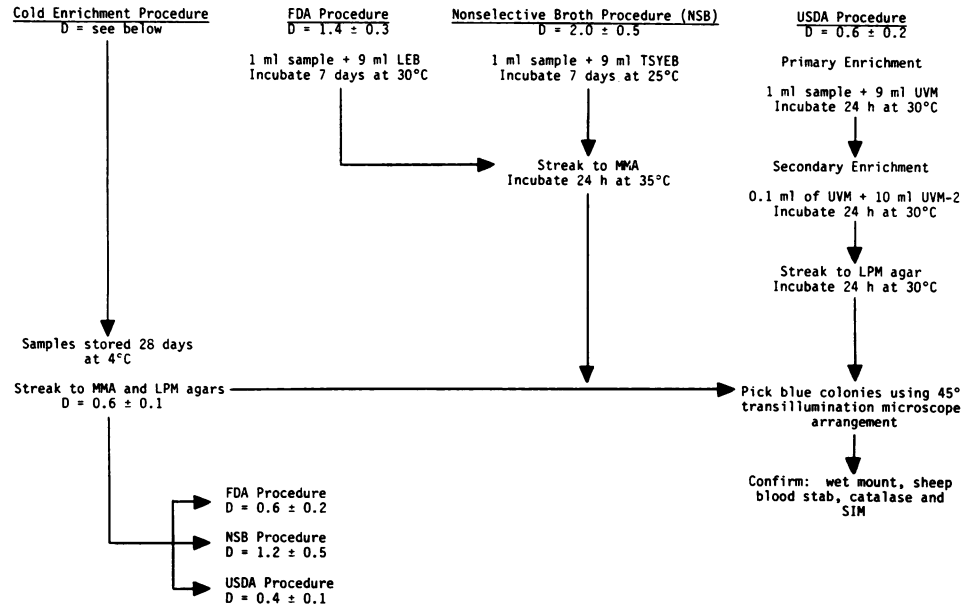 Cold Enrichment Procedure
D = see below
FDA Procedure
D = 1.4 ± 0.3
1 ml sample + 9 ml LEB
Incubate 7 days at 30°C
Nonselective Broth Procedure (NSB)
D = 2.0 ± 0.5
1 ml sample + 9 ml TSYEB
Incubate 7 days at 25°C
Streak to MMA
Incubate 24 h at 35°C
USDA Procedure
D = 0.6 ± 0.2
Primary Enrichment
1 ml sample + 9 ml UVM
Incubate 24 h at 30°C
Secondary Enrichment
0.1 ml of UVM + 10 ml UVM-2
Incubate 24 h at 30°C
Streak to LPM agar
Incubate 24 h at 30°C
Samples stored 28 days
at 4°C
Streak to MMA and LPM agars
D = 0.6 ± 0.1
Pick blue colonies using 45°
transillumination microscope
arrangement
Confirm: wet mount, sheep
blood stab, catalase and
SIM
FDA Procedure
D = 0.6 ± 0.2
NSB Procedure
D = 1.2 ± 0.5
USDA Procedure
D = 0.4 ± 0.1